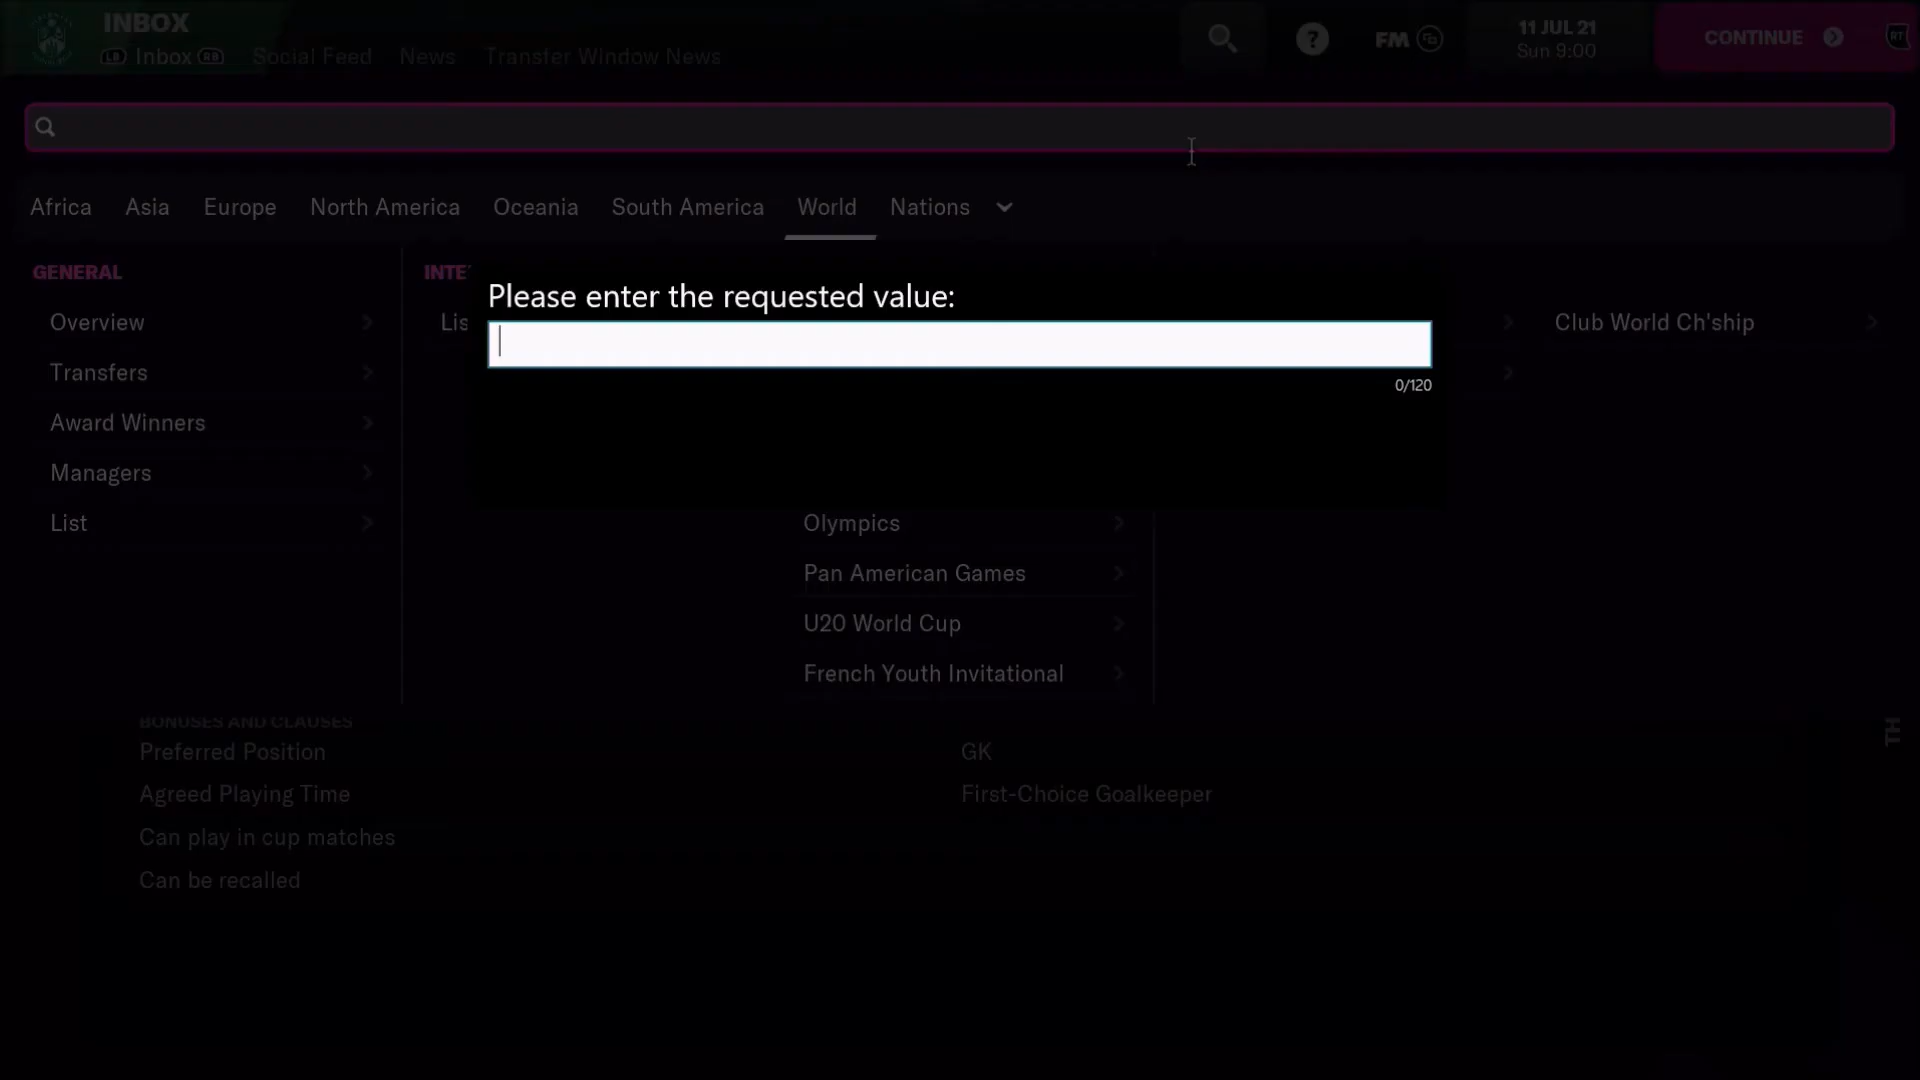 INBOX
LB Inbox RB Social Feed News Transfer Window News
FM
11 JUL 21
Sun 9:00
CONTINUE
RT
Africa Asia Europe North America Oceania South America World Nations
GENERAL
Overview
Transfers
Award Winners
Managers
List
INTE
Lis
Please enter the requested value:
0/120
Olympics
Pan American Games
U20 World Cup
French Youth Invitational
Club World Ch'ship
BONUSES AND CLAUSES
Preferred Position GK
Agreed Playing Time First-Choice Goalkeeper
Can play in cup matches
Can be recalled
TH